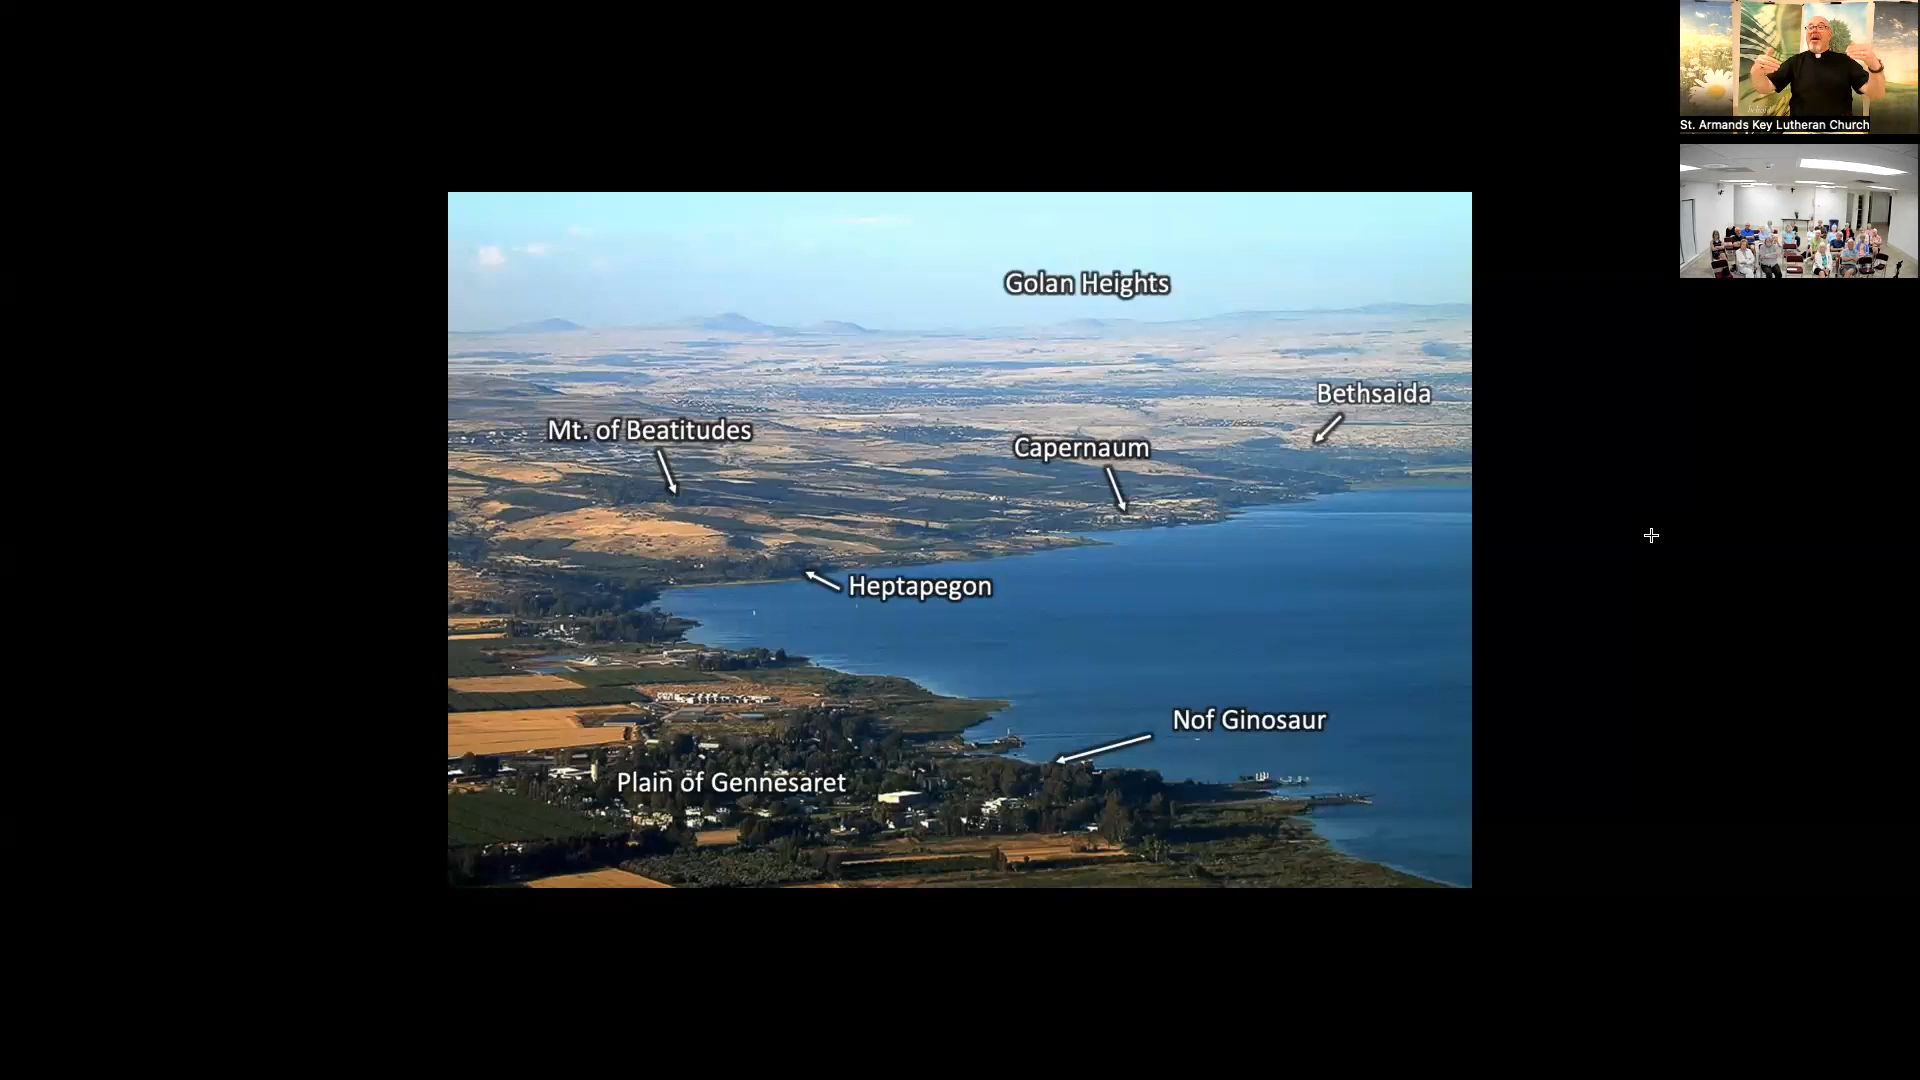 St. Armands Key Lutheran Church
Golan Heights
Bethsaida
Mt. of Beatitudes
Capernaum
Heptapegon
Nof Ginosaur
Plain of Gennesaret